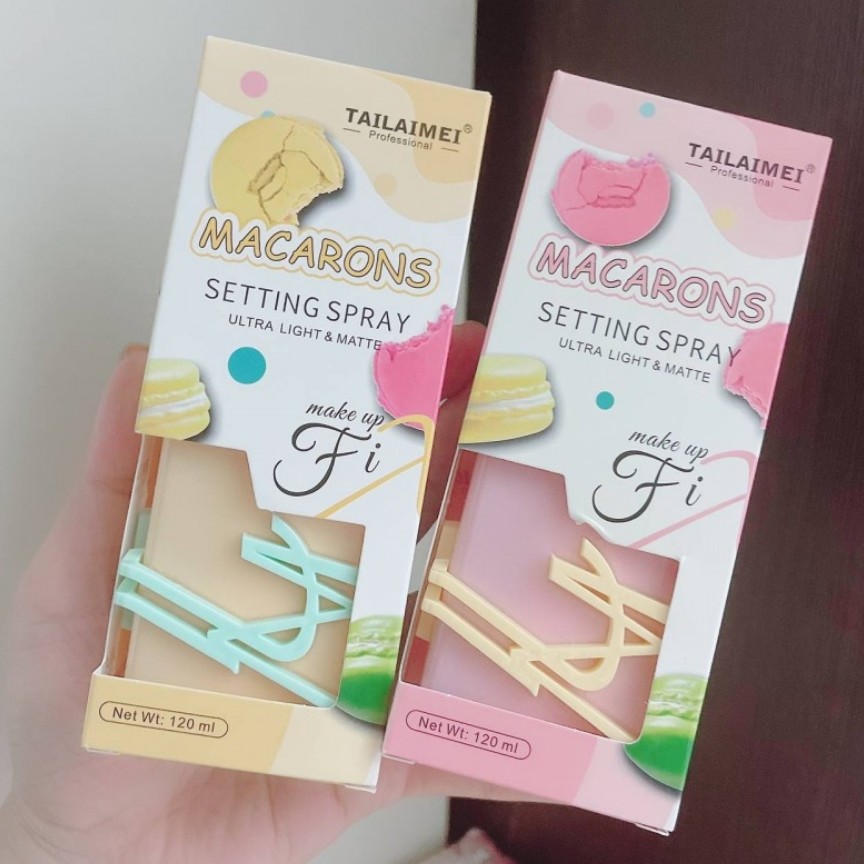 TAILAIMEI®
Professional
MACARONS
SETTING SPRAY
ULTRA LIGHT & MATTE
make up
Fi
Net Wt: 120 ml
TAILAIMEI®
Professional
MACARONS
SETTING SPRAY
ULTRA LIGHT & MATTE
make up
Fi
Net Wt: 120 ml